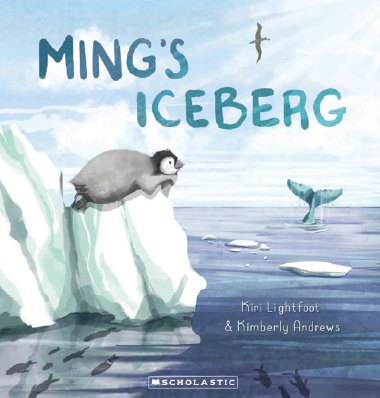 MING'S
ICEBERG
Kiri Lightfoot
& Kimberly Andrews
SCHOLASTIC